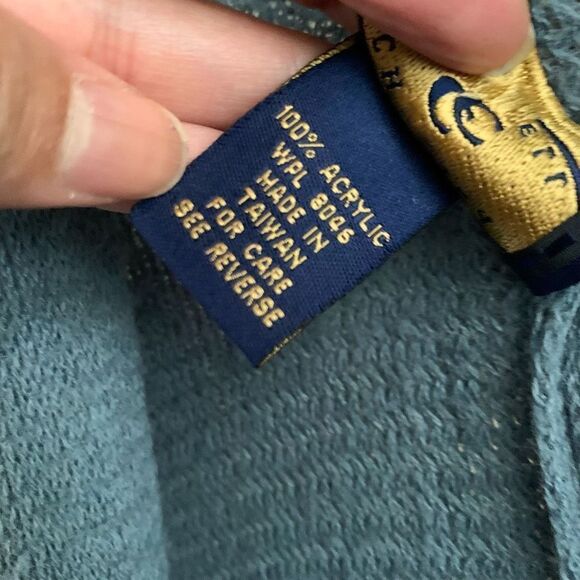 100% ACRYLIC
WPL 8046
MADE IN
TAIWAN
FOR CARE
SEE REVERSE